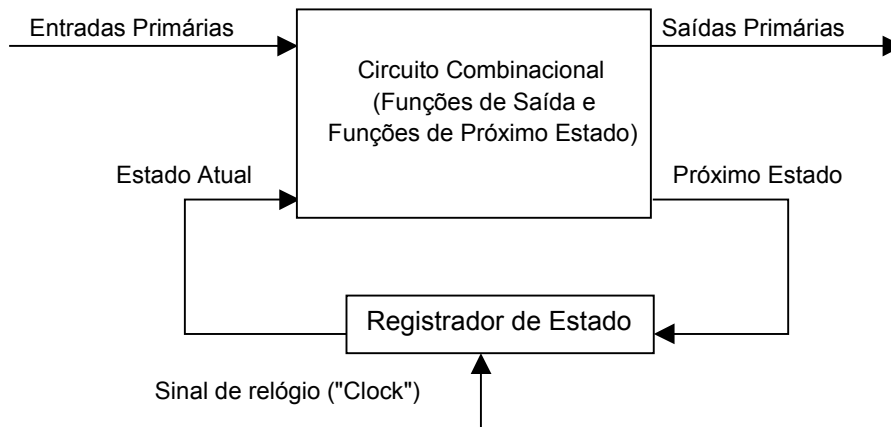 Entradas Primárias
Saídas Primárias
Circuito Combinacional
(Funções de Saída e
Funções de Próximo Estado)
Estado Atual
Próximo Estado
Registrador de Estado
Sinal de relógio ("Clock")